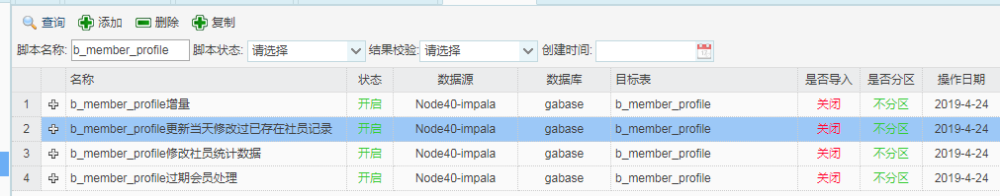 查询 添加 删除 复制
脚本名称: b_member_profile 脚本状态: 请选择 结果校验: 请选择 创建时间:
名称 状态 数据源 数据库 目标表 是否导入 是否分区 操作日期
1 b_member_profile增量 开启 Node40-impala gabase b_member_profile 关闭 不分区 2019-4-24
2 b_member_profile更新当天修改过已存在社员记录 开启 Node40-impala gabase b_member_profile 关闭 不分区 2019-4-24
3 b_member_profile修改社员统计数据 开启 Node40-impala gabase b_member_profile 关闭 不分区 2019-4-24
4 b_member_profile过期会员处理 开启 Node40-impala gabase b_member_profile 关闭 不分区 2019-4-24